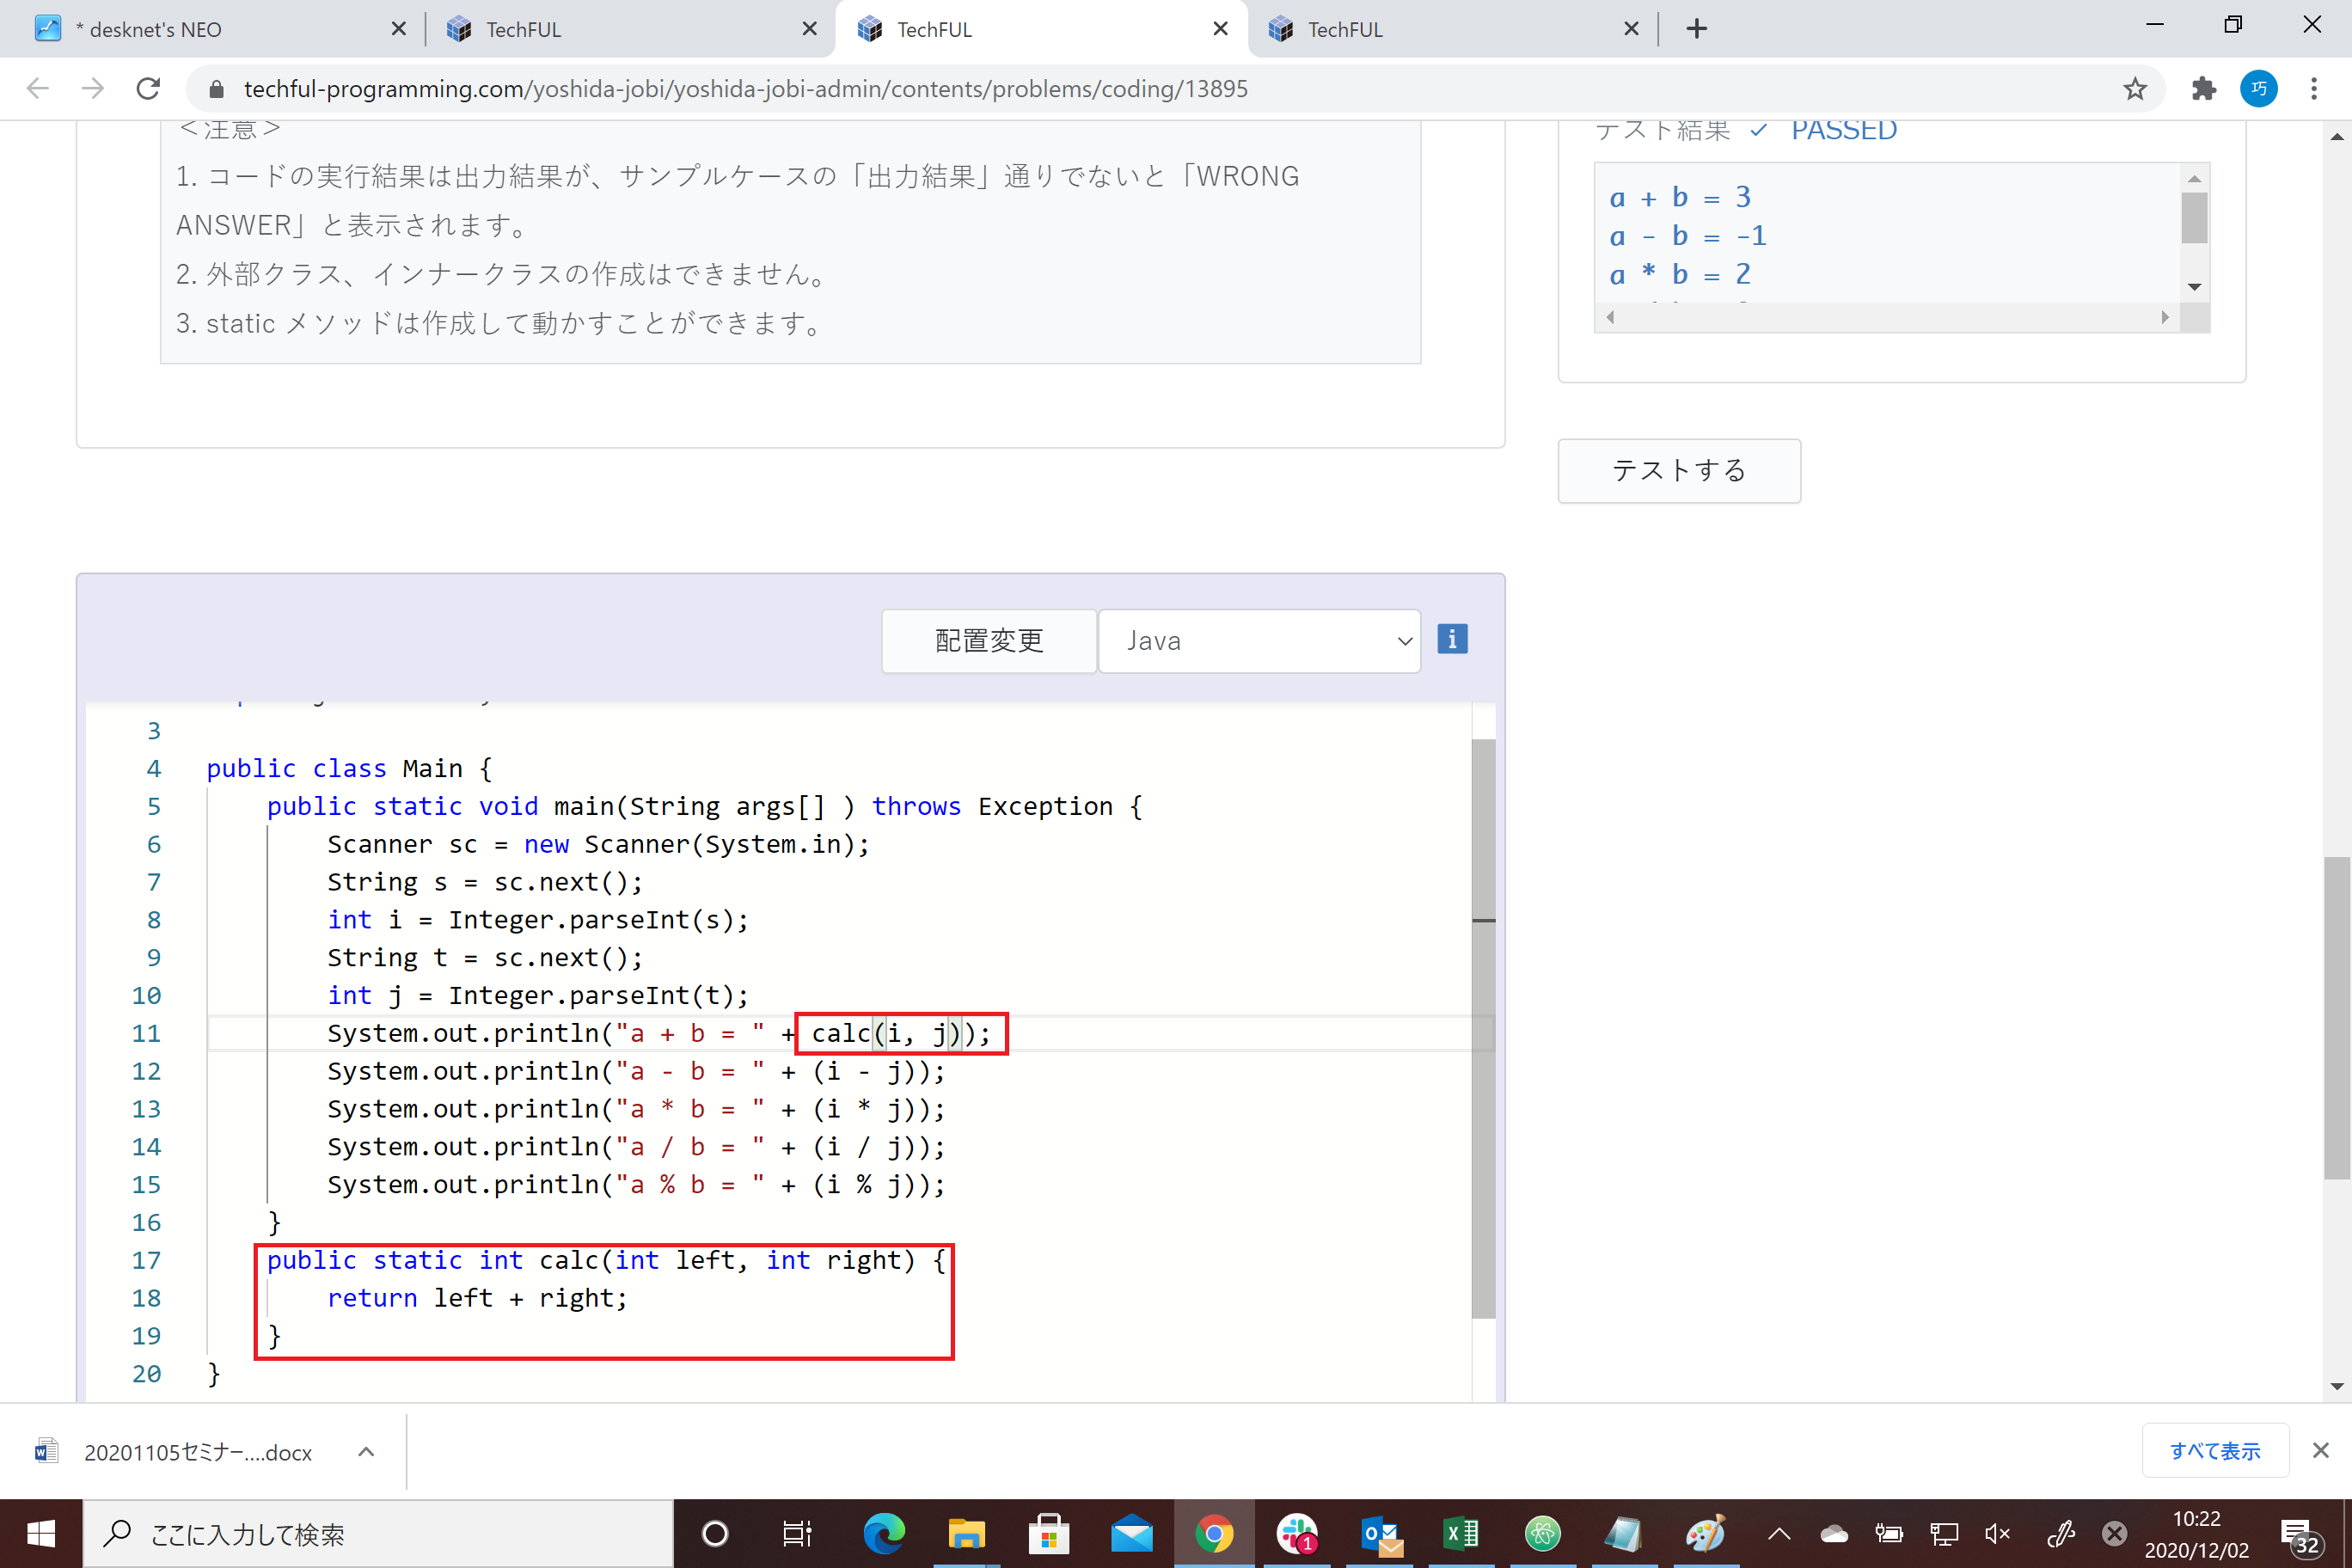 * desknet's NEO
TechFUL
TechFUL
TechFUL
techful-programming.com/yoshida-jobi/yoshida-jobi-admin/contents/problems/coding/13895
巧
＜注意＞
1. コードの実行結果は出力結果が、サンプルケースの「出力結果」通りでないと「WRONG
ANSWER」と表示されます。
2. 外部クラス、インナークラスの作成はできません。
3. static メソッドは作成して動かすことができます。
テスト結果 ✓ PASSED
a + b = 3
a - b = -1
a * b = 2
テストする
配置変更
Java
i
3
4 public class Main {
5 public static void main(String args[] ) throws Exception {
6 Scanner sc = new Scanner(System.in);
7 String s = sc.next();
8 int i = Integer.parseInt(s);
9 String t = sc.next();
10 int j = Integer.parseInt(t);
11 System.out.println("a + b = " + calc(i, j));
12 System.out.println("a - b = " + (i - j));
13 System.out.println("a * b = " + (i * j));
14 System.out.println("a / b = " + (i / j));
15 System.out.println("a % b = " + (i % j));
16 }
17 public static int calc(int left, int right) {
18 return left + right;
19 }
20 }
20201105セミナー....docx
すべて表示
ここに入力して検索
1
10:22
2020/12/02
32